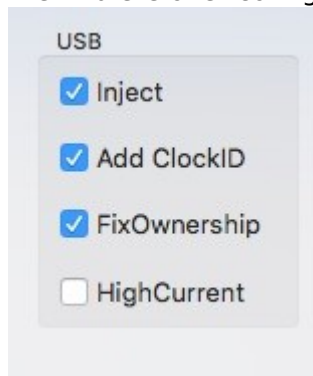 USB
Inject
Add ClockID
FixOwnership
HighCurrent